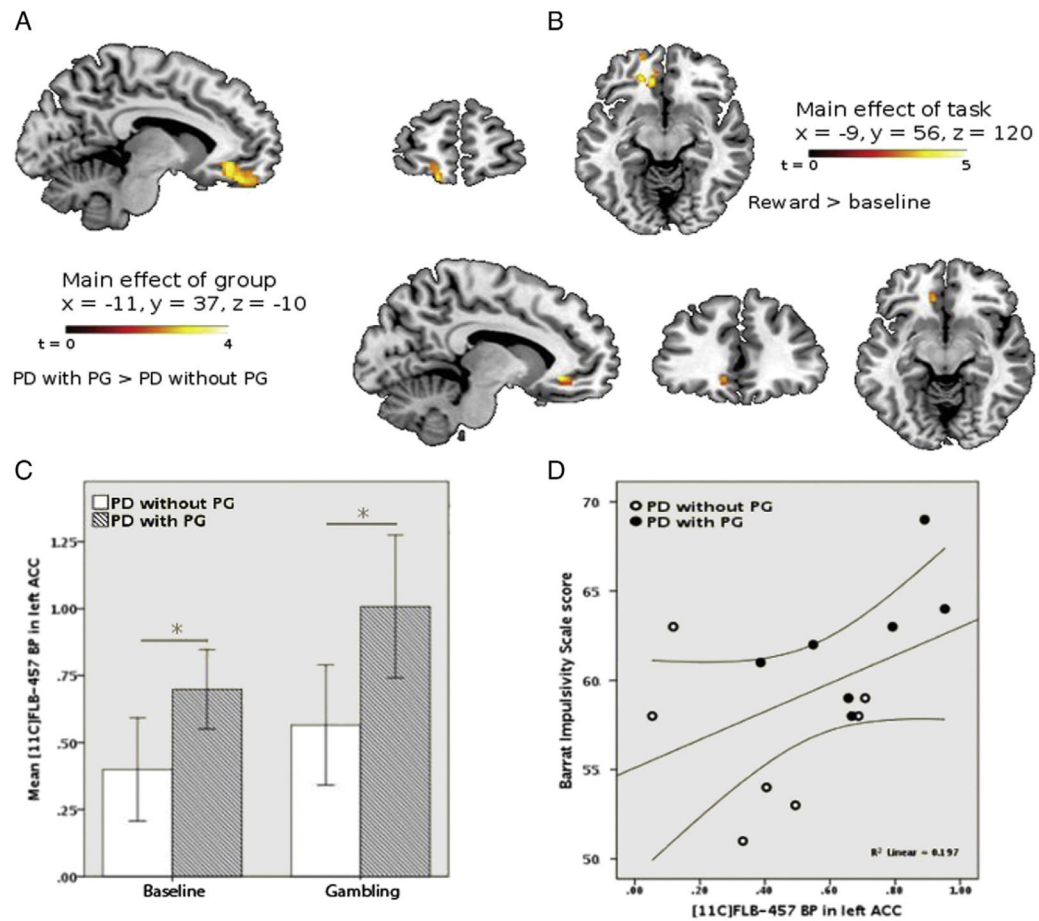 A
B
Main effect of task
x = -9, y = 56, z = 120
t = 0 5
Reward > baseline
Main effect of group
x = -11, y = 37, z = -10
t = 0 4
PD with PG > PD without PG
C
PD without PG
PD with PG
*
*
Mean [11C]FLB-457 BP in left ACC
1.25
1.00
.75
.50
.25
.00
Baseline Gambling
D
PD without PG
PD with PG
Barrat Impulsivity Scale score
70
65
60
55
50
R² Linear = 0.197
.00 .20 .40 .60 .80 1.00
[11C]FLB-457 BP in left ACC